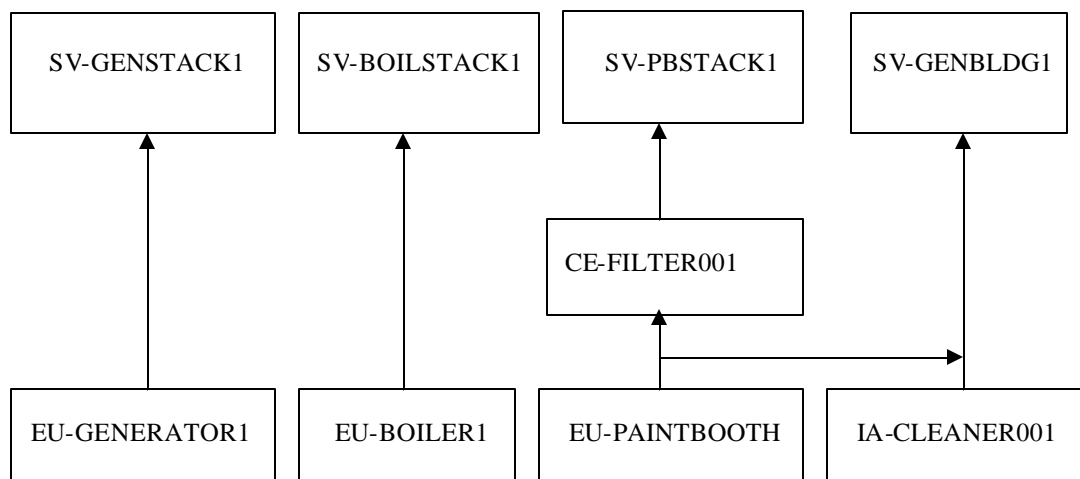 SV-GENSTACK1
SV-BOILSTACK1
SV-PBSTACK1
SV-GENBLDG1
CE-FILTER001
EU-GENERATOR1
EU-BOILER1
EU-PAINTBOOTH
IA-CLEANER001